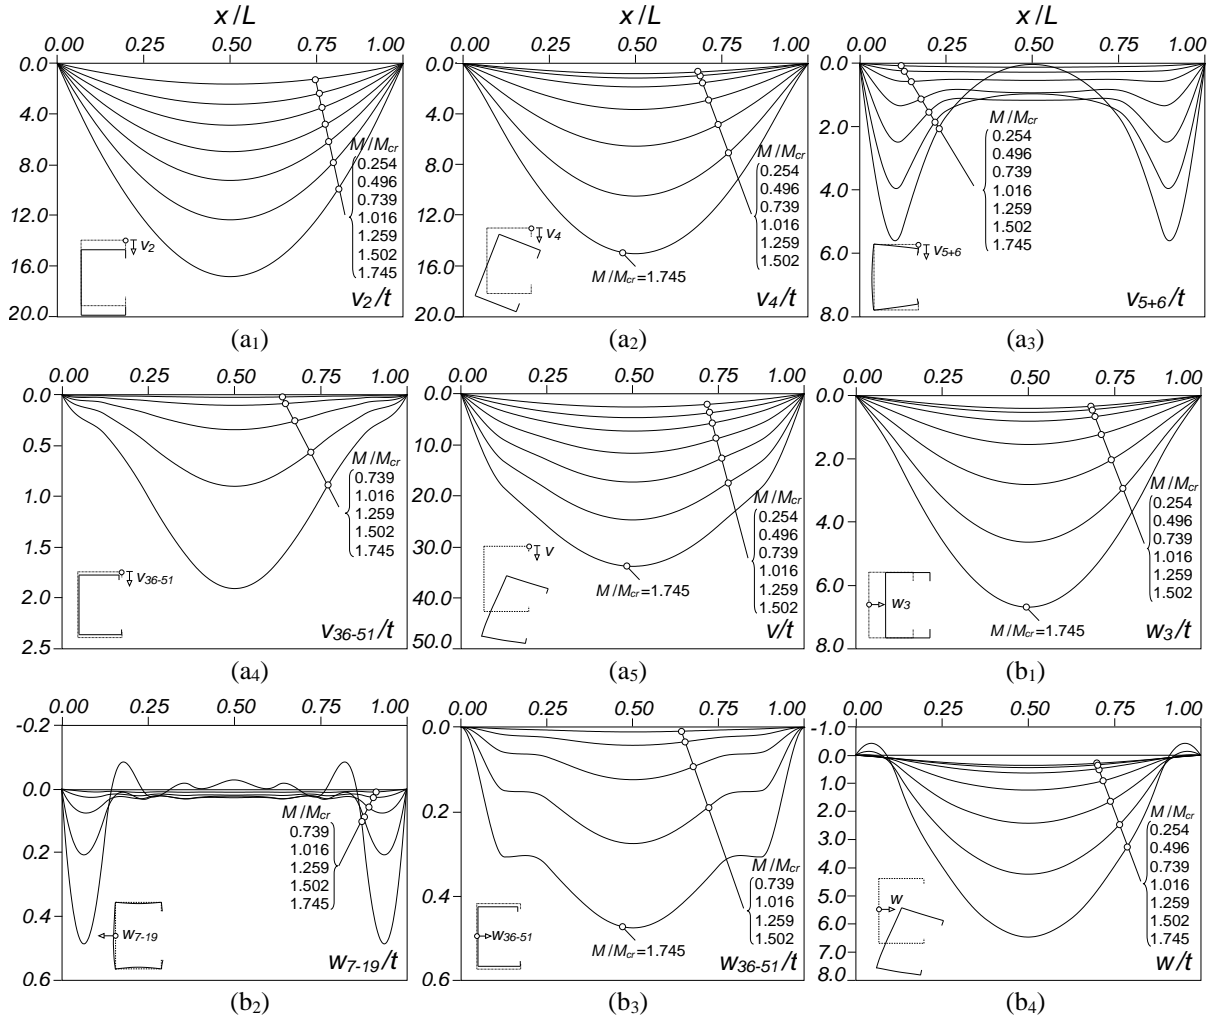 x/L x/L x/L
0.00 0.25 0.50 0.75 1.00 0.00 0.25 0.50 0.75 1.00 0.00 0.25 0.50 0.75 1.00
0.0
4.0
8.0
12.0
16.0
20.0
M/Mcr
0.254
0.496
0.739
1.016
1.259
1.502
1.745
v2
v2/t
(a1)
0.0
4.0
8.0
12.0
16.0
20.0
M/Mcr
0.254
0.496
0.739
1.016
1.259
1.502
M/Mcr=1.745
v4
v4/t
(a2)
0.0
2.0
4.0
6.0
8.0
M/Mcr
0.254
0.496
0.739
1.016
1.259
1.502
1.745
v5+6
v5+6/t
(a3)
0.00 0.25 0.50 0.75 1.00 0.00 0.25 0.50 0.75 1.00 0.00 0.25 0.50 0.75 1.00
0.0
0.5
1.0
1.5
2.0
2.5
M/Mcr
0.739
1.016
1.259
1.502
1.745
v36-51
v36-51/t
(a4)
0.0
10.0
20.0
30.0
40.0
50.0
M/Mcr
0.254
0.496
0.739
1.016
1.259
1.502
M/Mcr=1.745
v
v/t
(a5)
0.0
2.0
4.0
6.0
8.0
M/Mcr
0.254
0.496
0.739
1.016
1.259
1.502
M/Mcr=1.745
w3
w3/t
(b1)
0.00 0.25 0.50 0.75 1.00 0.00 0.25 0.50 0.75 1.00 0.00 0.25 0.50 0.75 1.00
-0.2
0.0
0.2
0.4
0.6
M/Mcr
0.739
1.016
1.259
1.502
1.745
w7-19
w7-19/t
(b2)
0.0
0.2
0.4
0.6
M/Mcr
0.739
1.016
1.259
1.502
M/Mcr=1.745
w36-51
w36-51/t
(b3)
-1.0
0.0
1.0
2.0
3.0
4.0
5.0
6.0
7.0
8.0
M/Mcr
0.254
0.496
0.739
1.016
1.259
1.502
1.745
w
w/t
(b4)